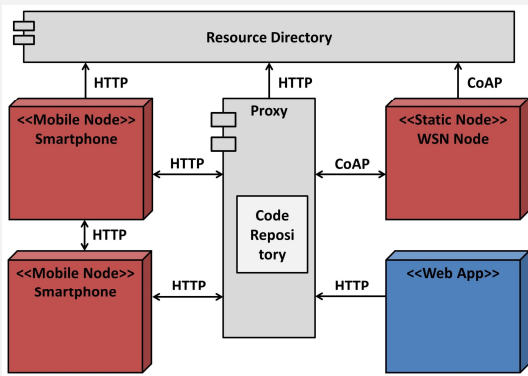 Resource Directory
HTTP
HTTP
CoAP
<<Mobile Node>>
Smartphone
Proxy
<<Static Node>>
WSN Node
HTTP
CoAP
Code
Reposi
tory
HTTP
<<Mobile Node>>
Smartphone
HTTP
HTTP
<<Web App>>